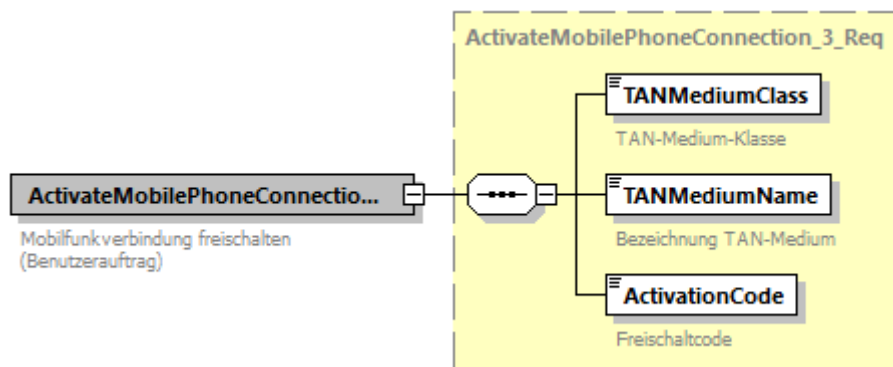 ActivateMobilePhoneConnection_3_Req
TANMediumClass
TAN-Medium-Klasse
ActivateMobilePhoneConnectio...
Mobilfunkverbindung freischalten
(Benutzerauftrag)
TANMediumName
Bezeichnung TAN-Medium
ActivationCode
Freischaltcode